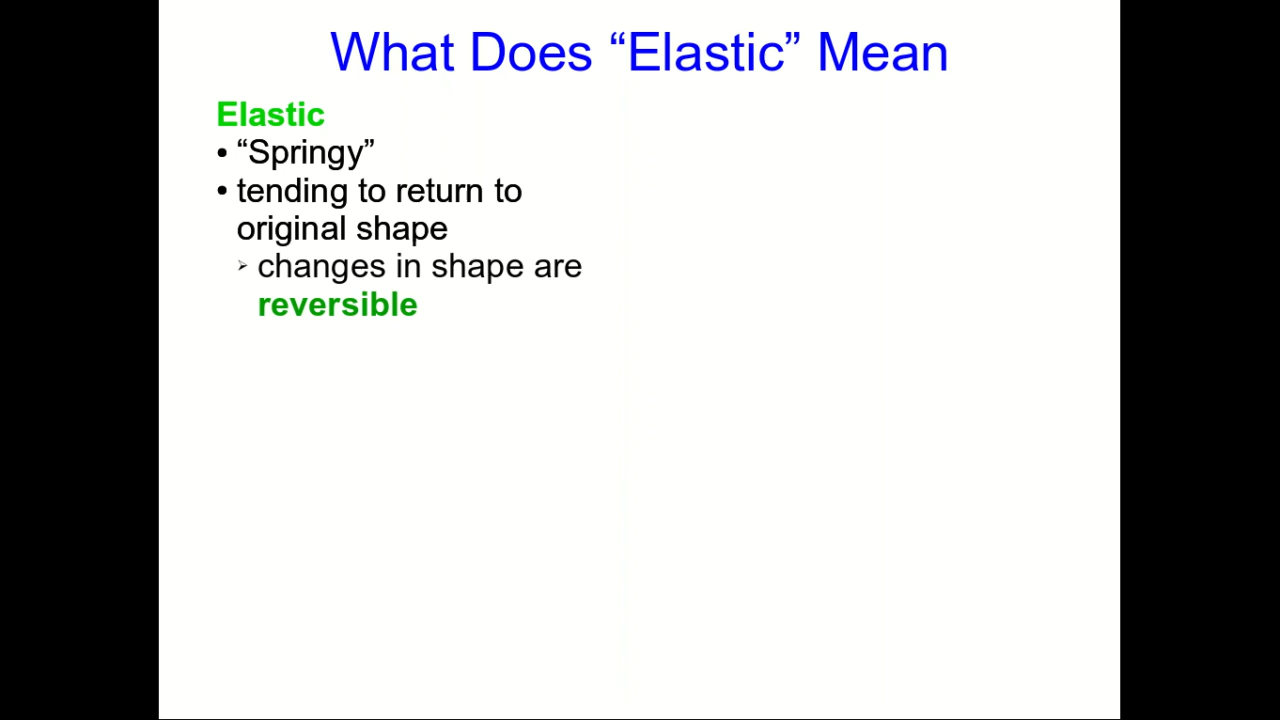 What Does “Elastic” Mean
Elastic
• “Springy”
• tending to return to
original shape
➢ changes in shape are
reversible